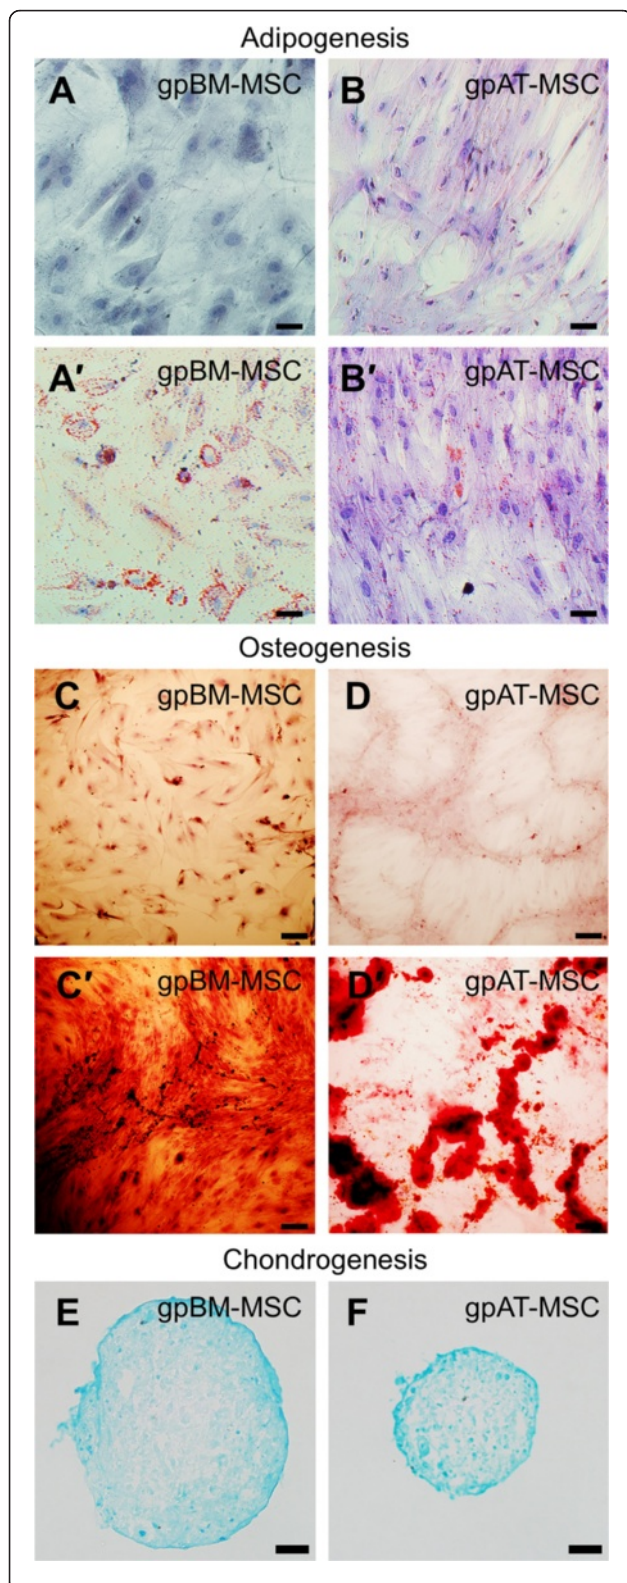 Adipogenesis
A gpBM-MSC
B gpAT-MSC
A′ gpBM-MSC
B′ gpAT-MSC
Osteogenesis
C gpBM-MSC
D gpAT-MSC
C′ gpBM-MSC
D′ gpAT-MSC
Chondrogenesis
E gpBM-MSC
F gpAT-MSC